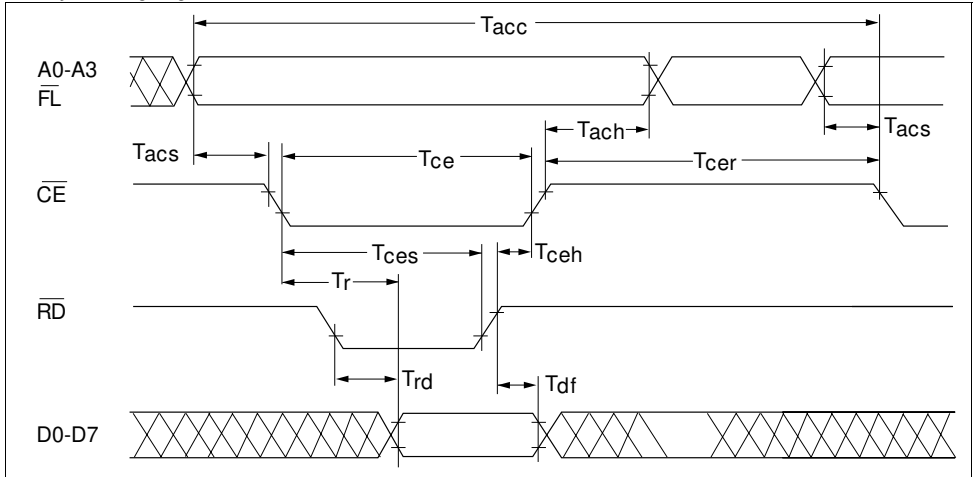 Tacc
A0-A3
FL
Tach
Tacs
Tacs
Tce
Tcer
CE
Tces
Tceh
Tr
RD
Trd
Tdf
D0-D7